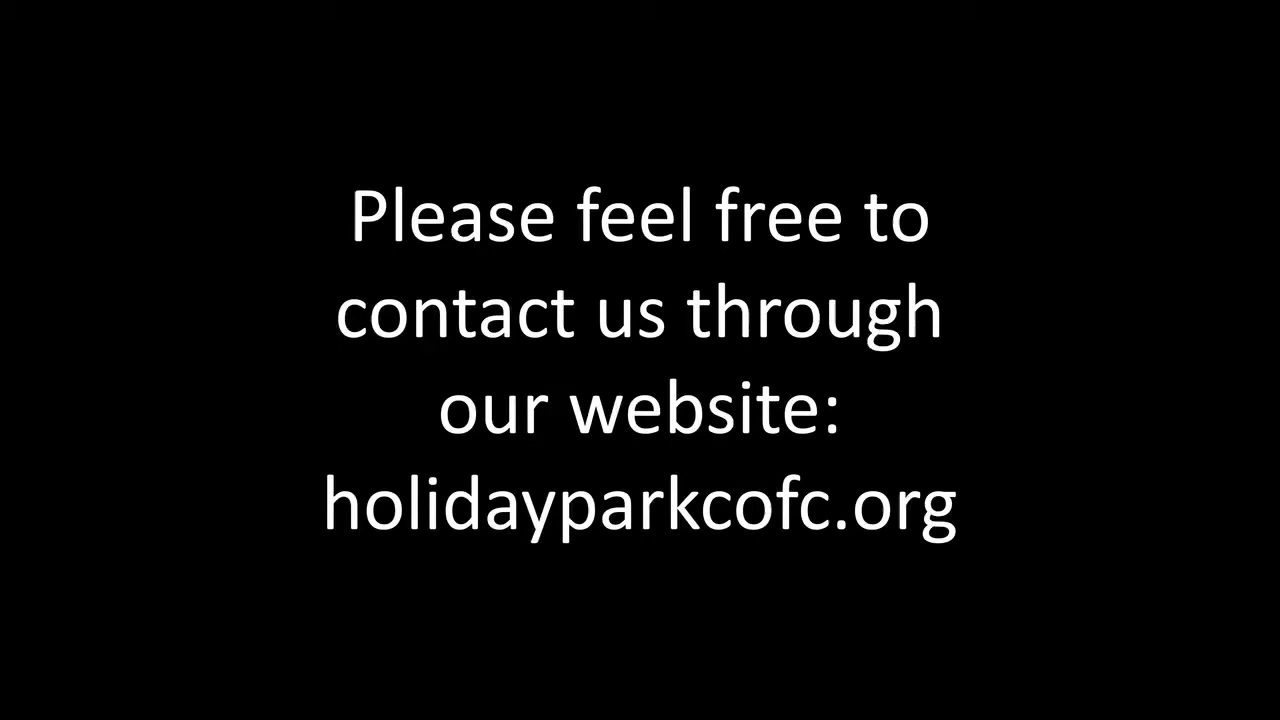 Please feel free to
contact us through
our website:
holidayparkcofc.org